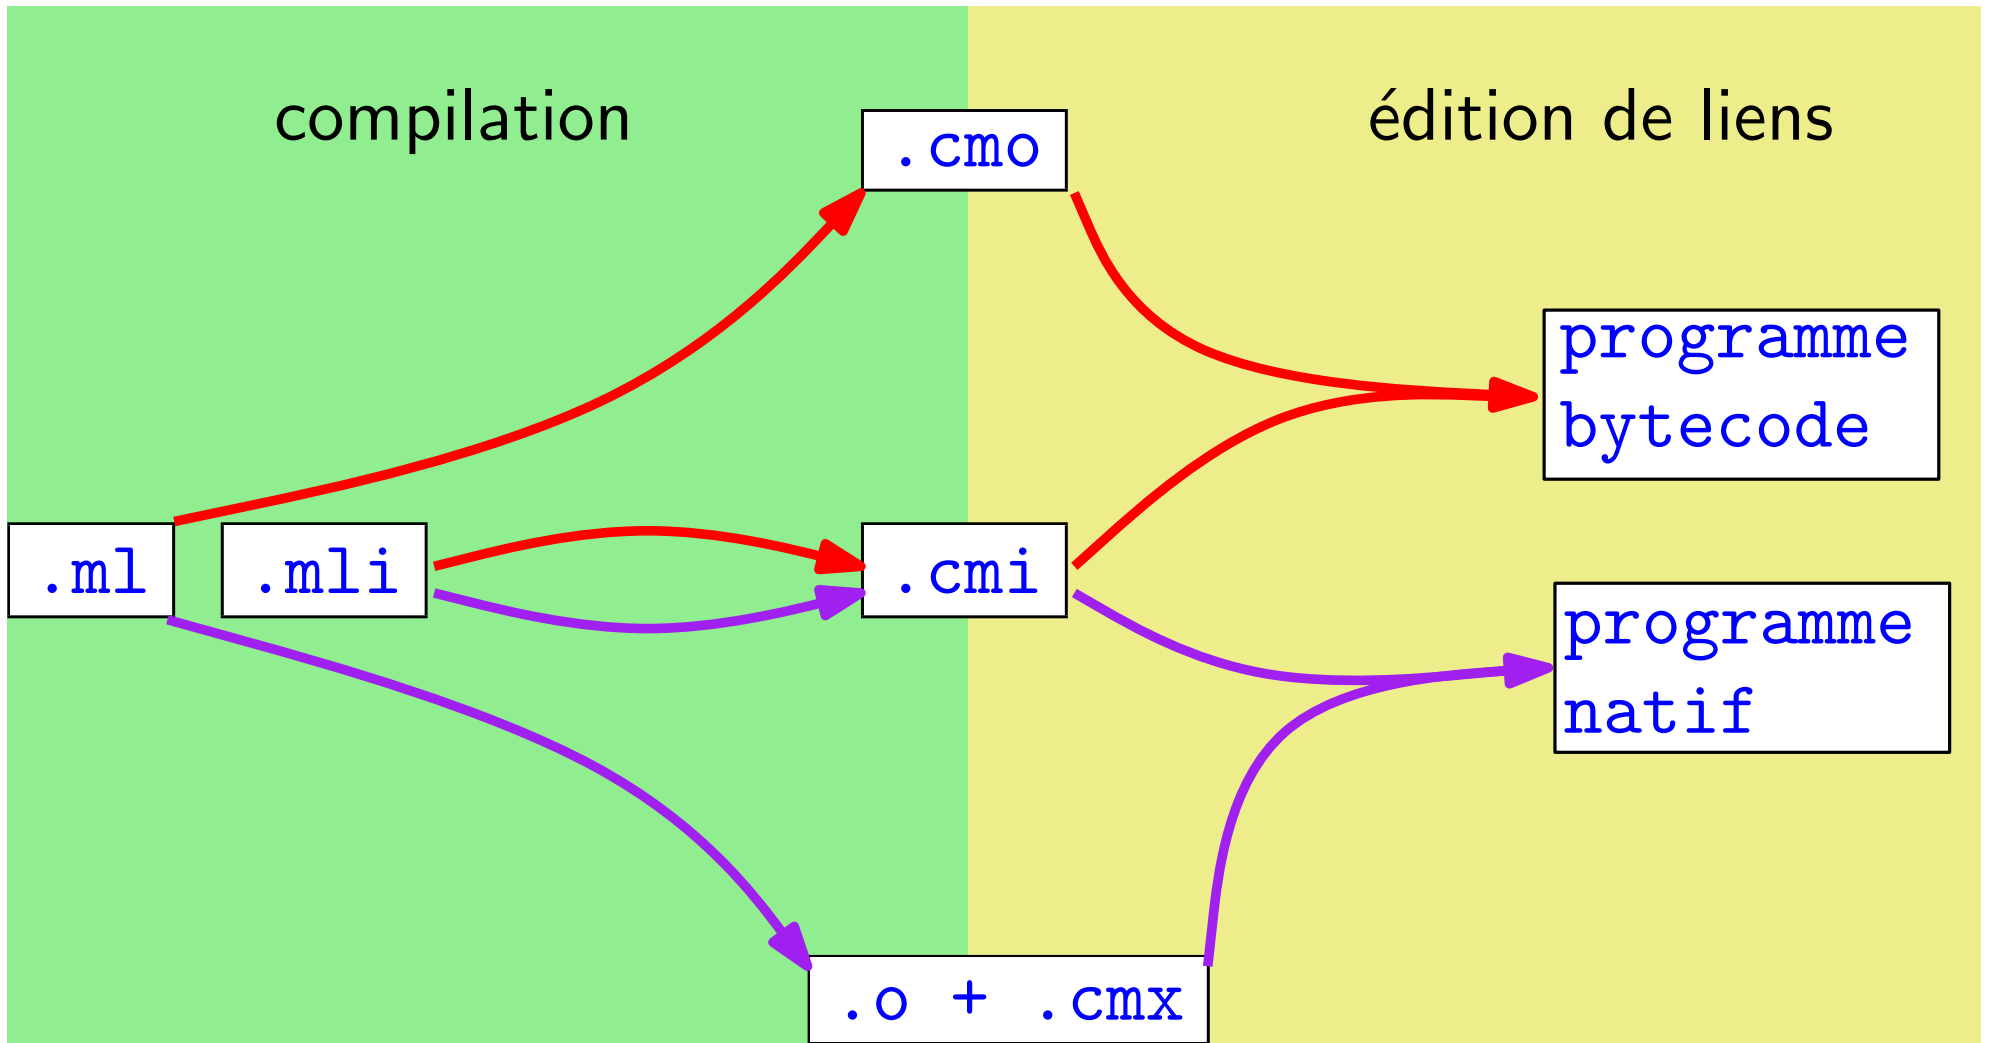 compilation
édition de liens
.cmo
programme
bytecode
.ml
.mli
.cmi
programme
natif
.o + .cmx